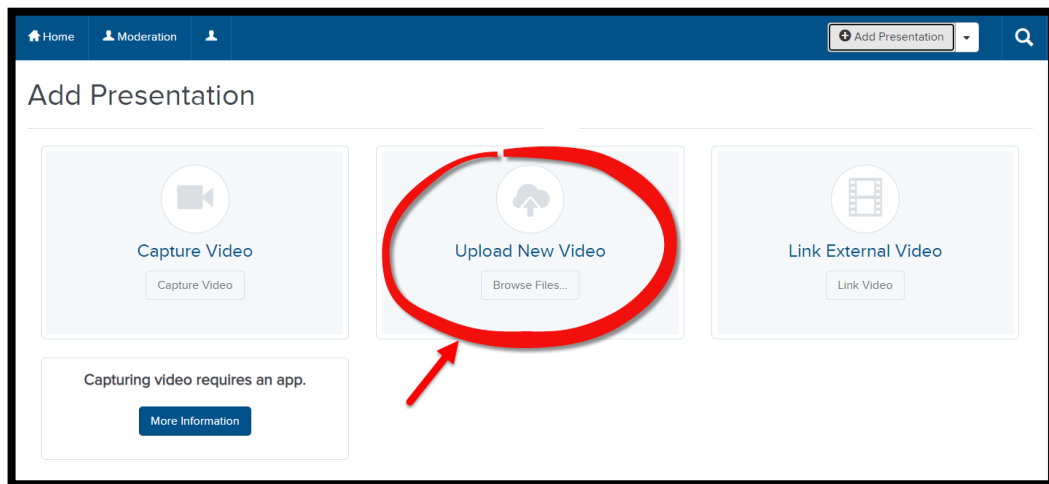 Home Moderation Add Presentation
Add Presentation
Capture Video Upload New Video Link External Video
Capture Video Browse Files... Link Video
Capturing video requires an app.
More Information